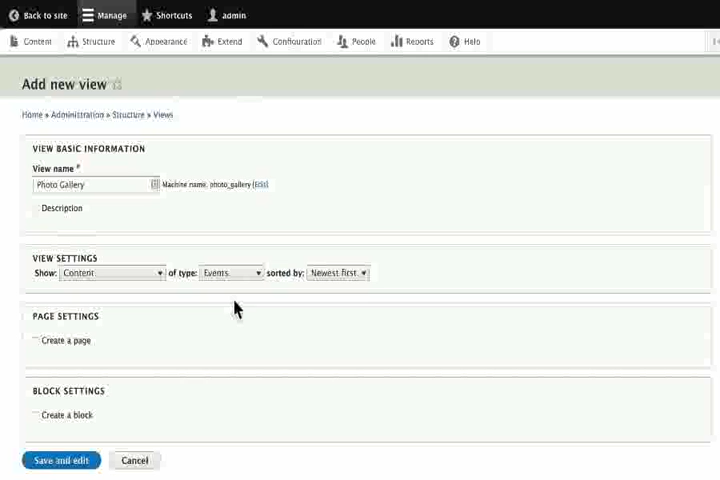 Back to site Manage Shortcuts admin
Content Structure Appearance Extend Configuration People Reports Help
Add new view
Home » Administration » Structure » Views
VIEW BASIC INFORMATION
View name *
Photo Gallery Machine name: photo_gallery [Edit]
Description
VIEW SETTINGS
Show: Content of type: Events sorted by: Newest first
PAGE SETTINGS
Create a page
BLOCK SETTINGS
Create a block
Save and edit Cancel